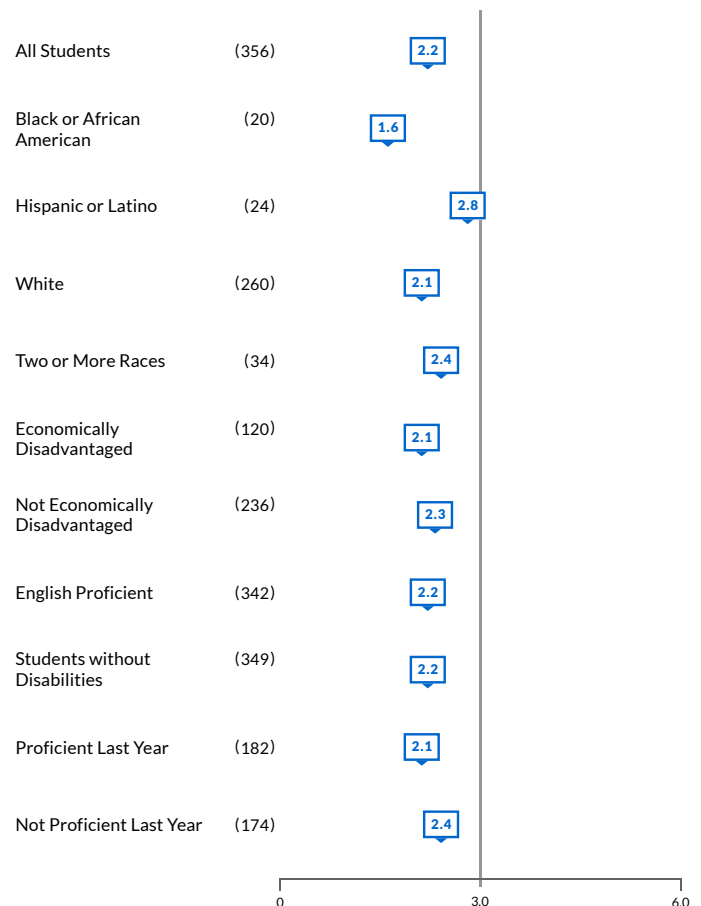 All Students (356) 2.2
Black or African (20) 1.6
American
Hispanic or Latino (24) 2.8
White (260) 2.1
Two or More Races (34) 2.4
Economically (120) 2.1
Disadvantaged
Not Economically (236) 2.3
Disadvantaged
English Proficient (342) 2.2
Students without (349) 2.2
Disabilities
Proficient Last Year (182) 2.1
Not Proficient Last Year (174) 2.4
0 3.0 6.0